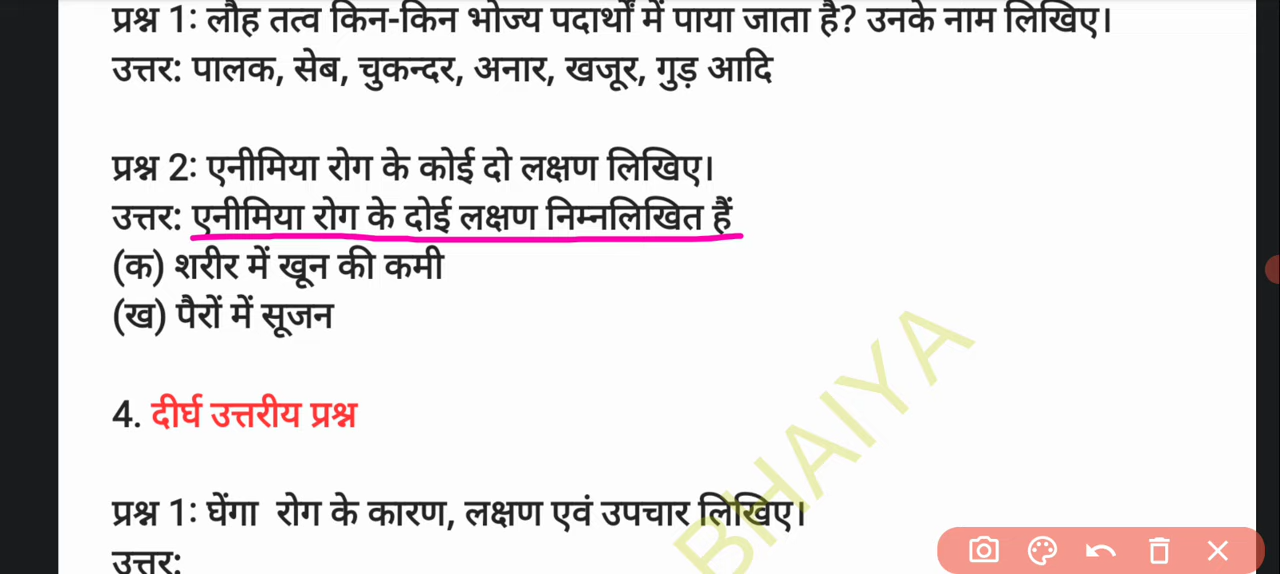 प्रश्न 1: लौह तत्व किन-किन भोज्य पदार्थों में पाया जाता है? उनके नाम लिखिए।
उत्तर: पालक, सेब, चुकन्दर, अनार, खजूर, गुड़ आदि
प्रश्न 2: एनीमिया रोग के कोई दो लक्षण लिखिए।
उत्तर: एनीमिया रोग के दोई लक्षण निम्नलिखित हैं
(क) शरीर में खून की कमी
(ख) पैरों में सूजन
4. दीर्घ उत्तरीय प्रश्न
प्रश्न 1: घेंगा रोग के कारण, लक्षण एवं उपचार लिखिए।
उत्तर:
BHAIYA